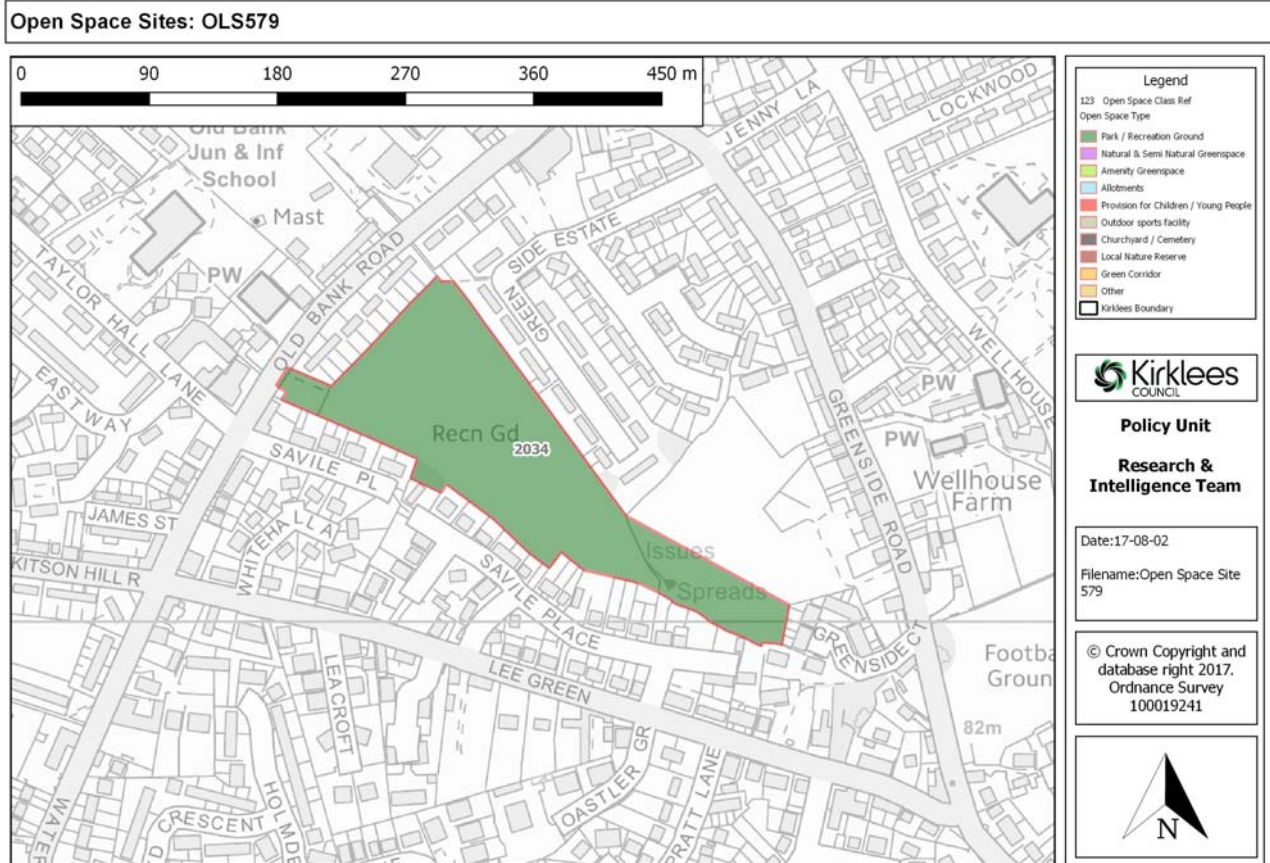 Open Space Sites: OLS579
0 90 180 270 360 450 m
Old Bank
Jun & Inf
School
Mast
PW
TAYLOR HALL LANE
EAST WAY
OLD BANK ROAD
JENNY LA
LOCKWOOD
GREEN SIDE ESTATE
GREENSIDE ROAD
WELLHOUSE
PW
PW
Wellhouse
Farm
Recn Gd
2034
SAVILE PL
JAMES ST
WHITEHALL A
KITSON HILL R
Issues
Spreads
SAVILE PLACE
GREENSIDE CT
LEE GREEN
LEACROFT
Footba
Groun
82m
OASTLER GR
PRATT LANE
HOLMD
CRESCENT
WATER
Legend
123 Open Space Class Ref
Open Space Type
Park / Recreation Ground
Natural & Semi Natural Greenspace
Amenity Greenspace
Allotments
Provision for Children / Young People
Outdoor sports facility
Churchyard / Cemetery
Local Nature Reserve
Green Corridor
Other
Kirklees Boundary
Kirklees
COUNCIL
Policy Unit
Research &
Intelligence Team
Date:17-08-02
Filename:Open Space Site
579
© Crown Copyright and
database right 2017.
Ordnance Survey
100019241
N